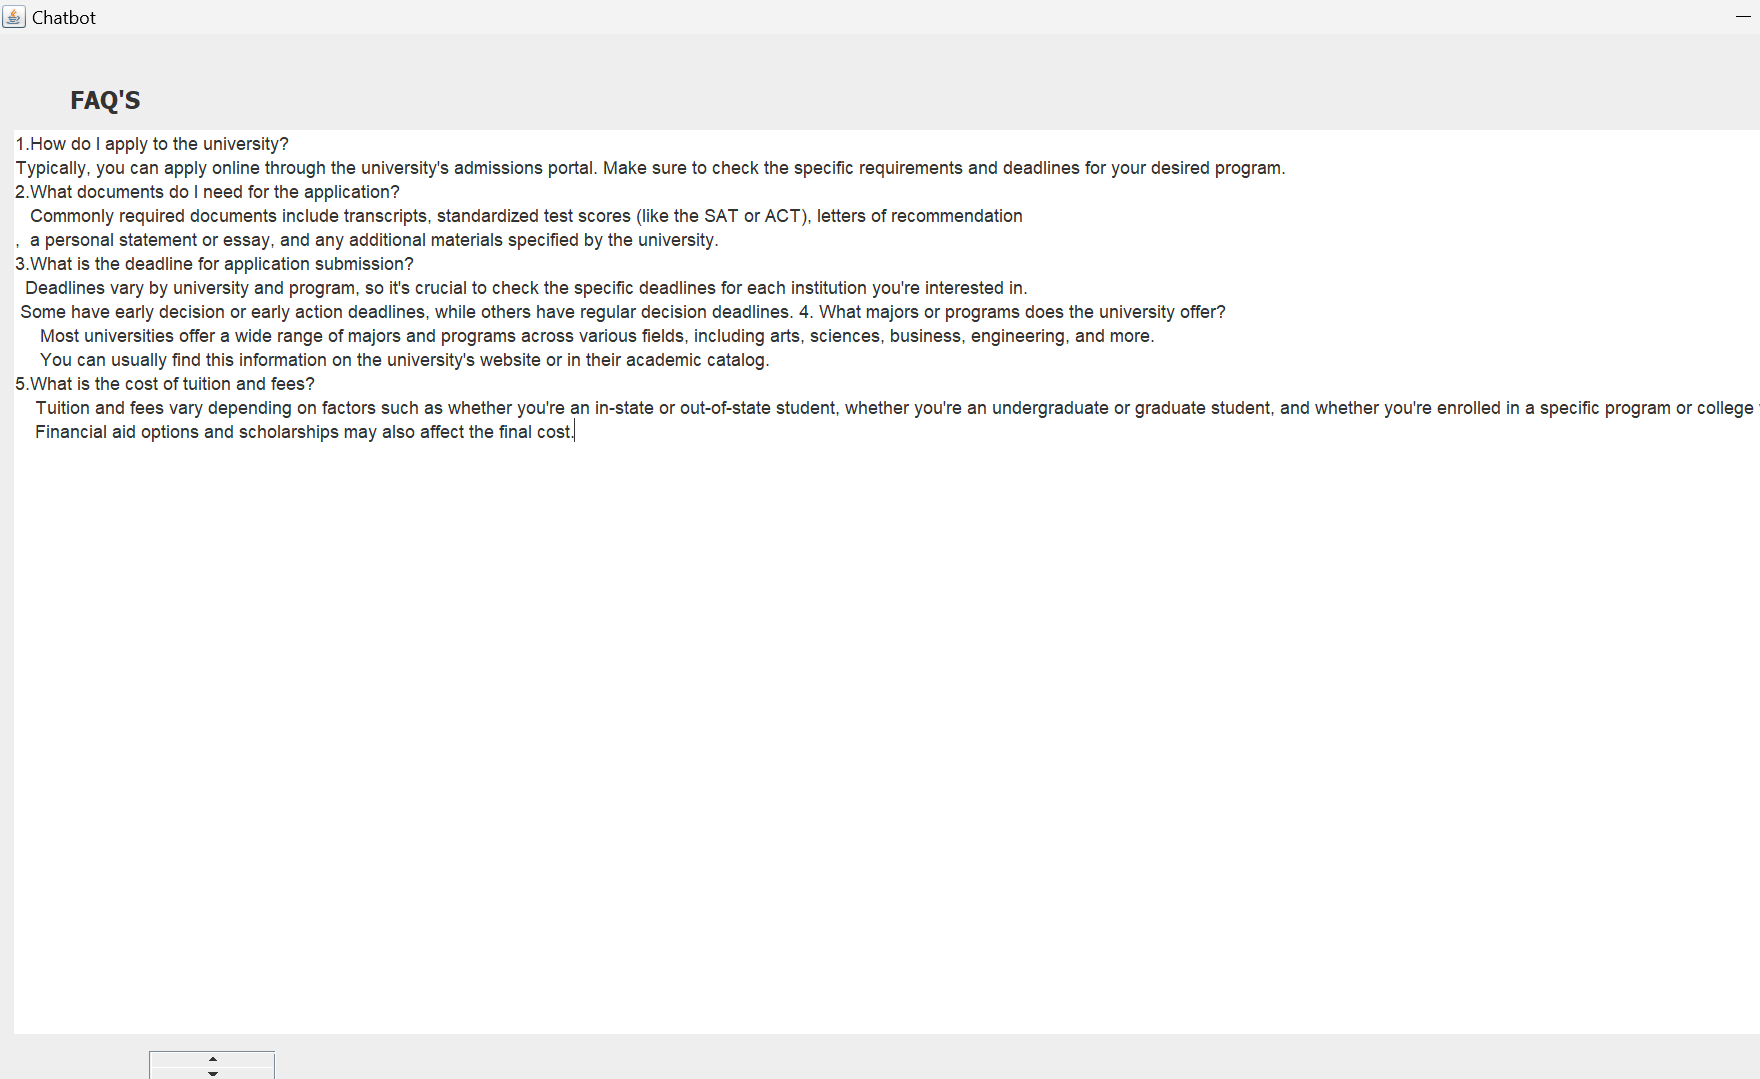 Chatbot
FAQ'S
1.How do I apply to the university?
Typically, you can apply online through the university's admissions portal. Make sure to check the specific requirements and deadlines for your desired program.
2.What documents do I need for the application?
Commonly required documents include transcripts, standardized test scores (like the SAT or ACT), letters of recommendation
, a personal statement or essay, and any additional materials specified by the university.
3.What is the deadline for application submission?
Deadlines vary by university and program, so it's crucial to check the specific deadlines for each institution you're interested in.
Some have early decision or early action deadlines, while others have regular decision deadlines. 4. What majors or programs does the university offer?
Most universities offer a wide range of majors and programs across various fields, including arts, sciences, business, engineering, and more.
You can usually find this information on the university's website or in their academic catalog.
5.What is the cost of tuition and fees?
Tuition and fees vary depending on factors such as whether you're an in-state or out-of-state student, whether you're an undergraduate or graduate student, and whether you're enrolled in a specific program or college
Financial aid options and scholarships may also affect the final cost.